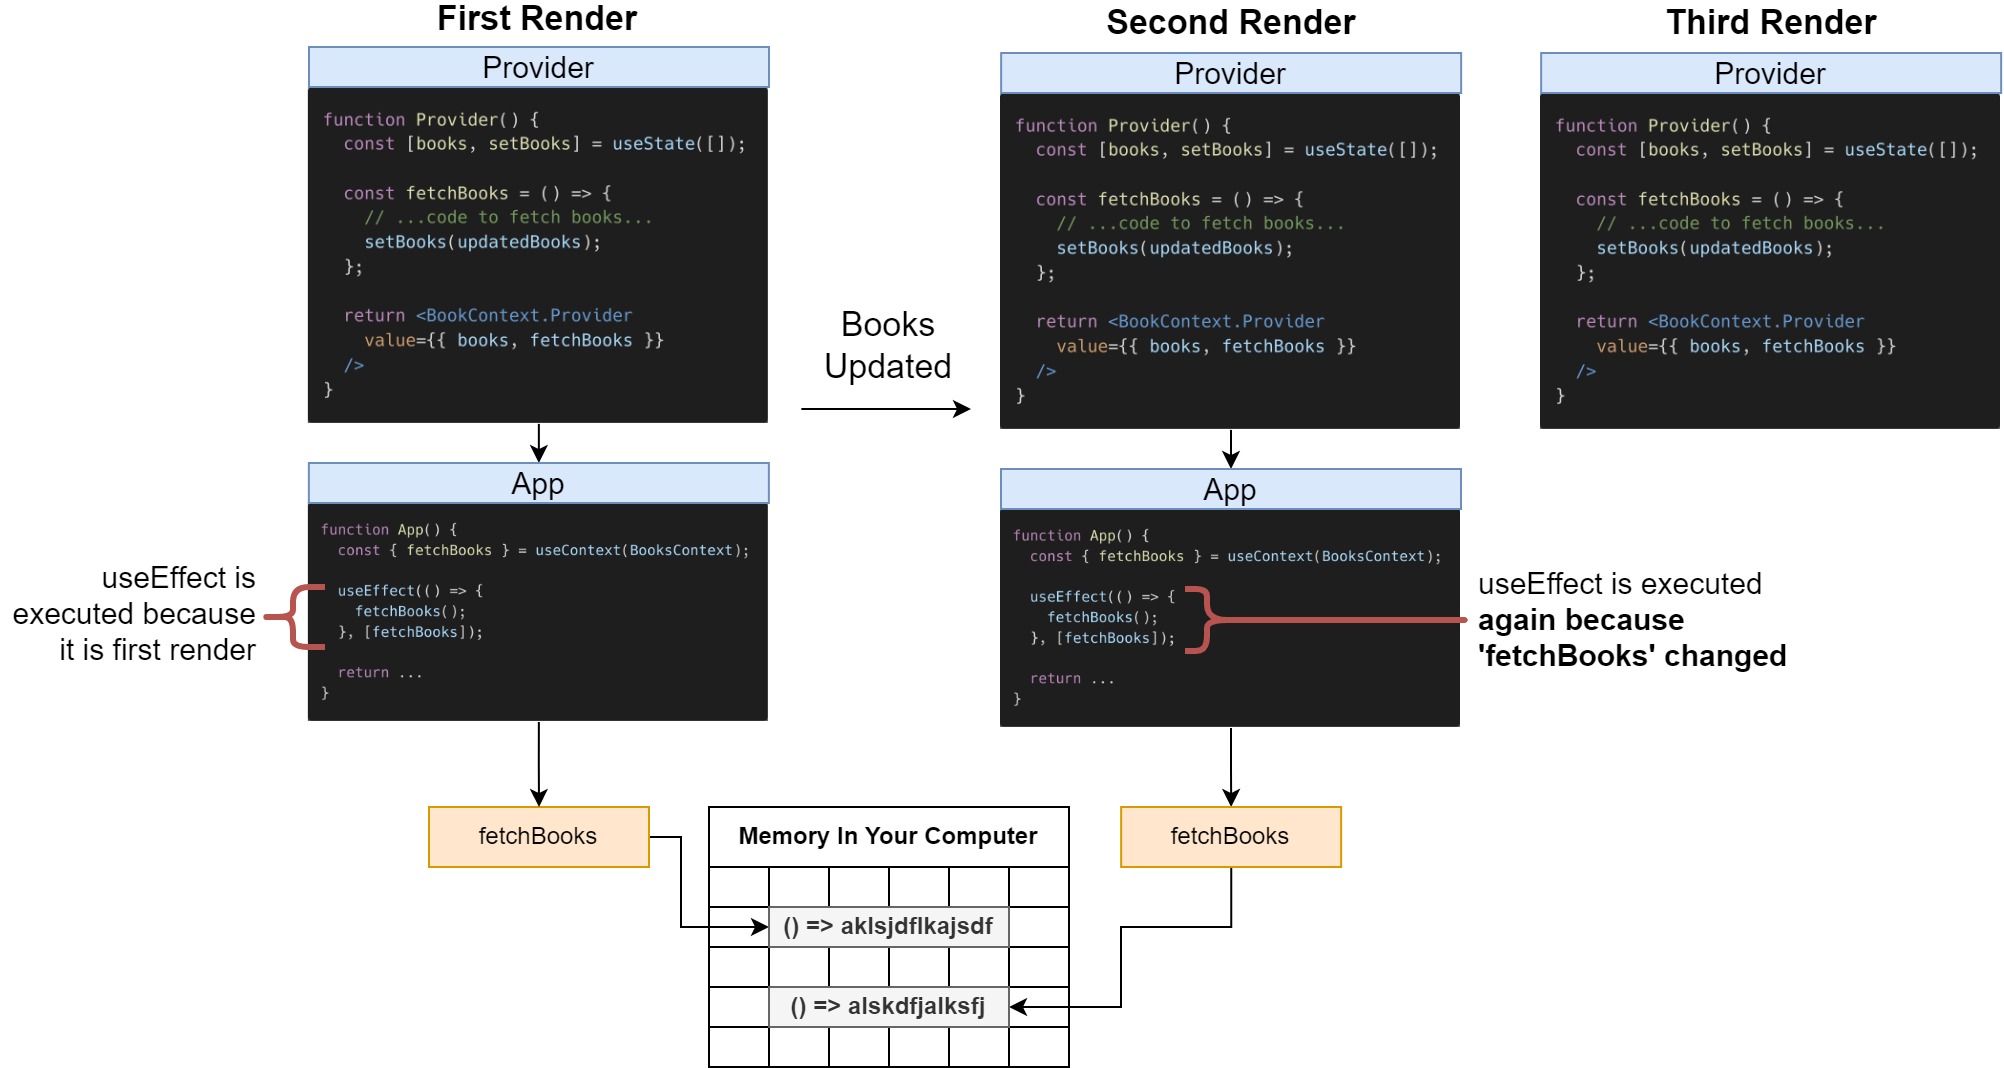 First Render
Provider
function Provider() {
  const [books, setBooks] = useState([]);
  const fetchBooks = () => {
    // ...code to fetch books...
    setBooks(updatedBooks);
  };
  return <BookContext.Provider
    value={{ books, fetchBooks }}
  />
}
Books
Updated
Second Render
Provider
function Provider() {
  const [books, setBooks] = useState([]);
  const fetchBooks = () => {
    // ...code to fetch books...
    setBooks(updatedBooks);
  };
  return <BookContext.Provider
    value={{ books, fetchBooks }}
  />
}
Third Render
Provider
function Provider() {
  const [books, setBooks] = useState([]);
  const fetchBooks = () => {
    // ...code to fetch books...
    setBooks(updatedBooks);
  };
  return <BookContext.Provider
    value={{ books, fetchBooks }}
  />
}
useEffect is
executed because
it is first render
App
function App() {
  const { fetchBooks } = useContext(BooksContext);
  useEffect(() => {
    fetchBooks();
  }, [fetchBooks]);
  return ...
}
App
function App() {
  const { fetchBooks } = useContext(BooksContext);
  useEffect(() => {
    fetchBooks();
  }, [fetchBooks]);
  return ...
}
useEffect is executed
again because
'fetchBooks' changed
fetchBooks
Memory In Your Computer
() => aklsjdflkajsdf
() => alskdfjalksfj
fetchBooks